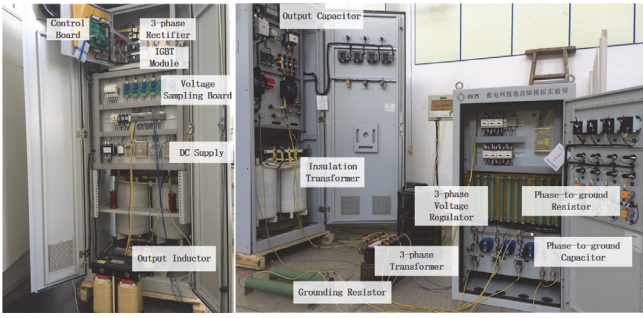 Control
Board
3-phase
Rectifier
IGBT
Module
Voltage
Sampling Board
DC Supply
Output Inductor
Output Capacitor
Insulation
Transformer
3-phase
Voltage
Regulator
3-phase
Transformer
Grounding Resistor
配电网接地故障模拟实验屏
Phase-to-ground
Resistor
Phase-to-ground
Capacitor